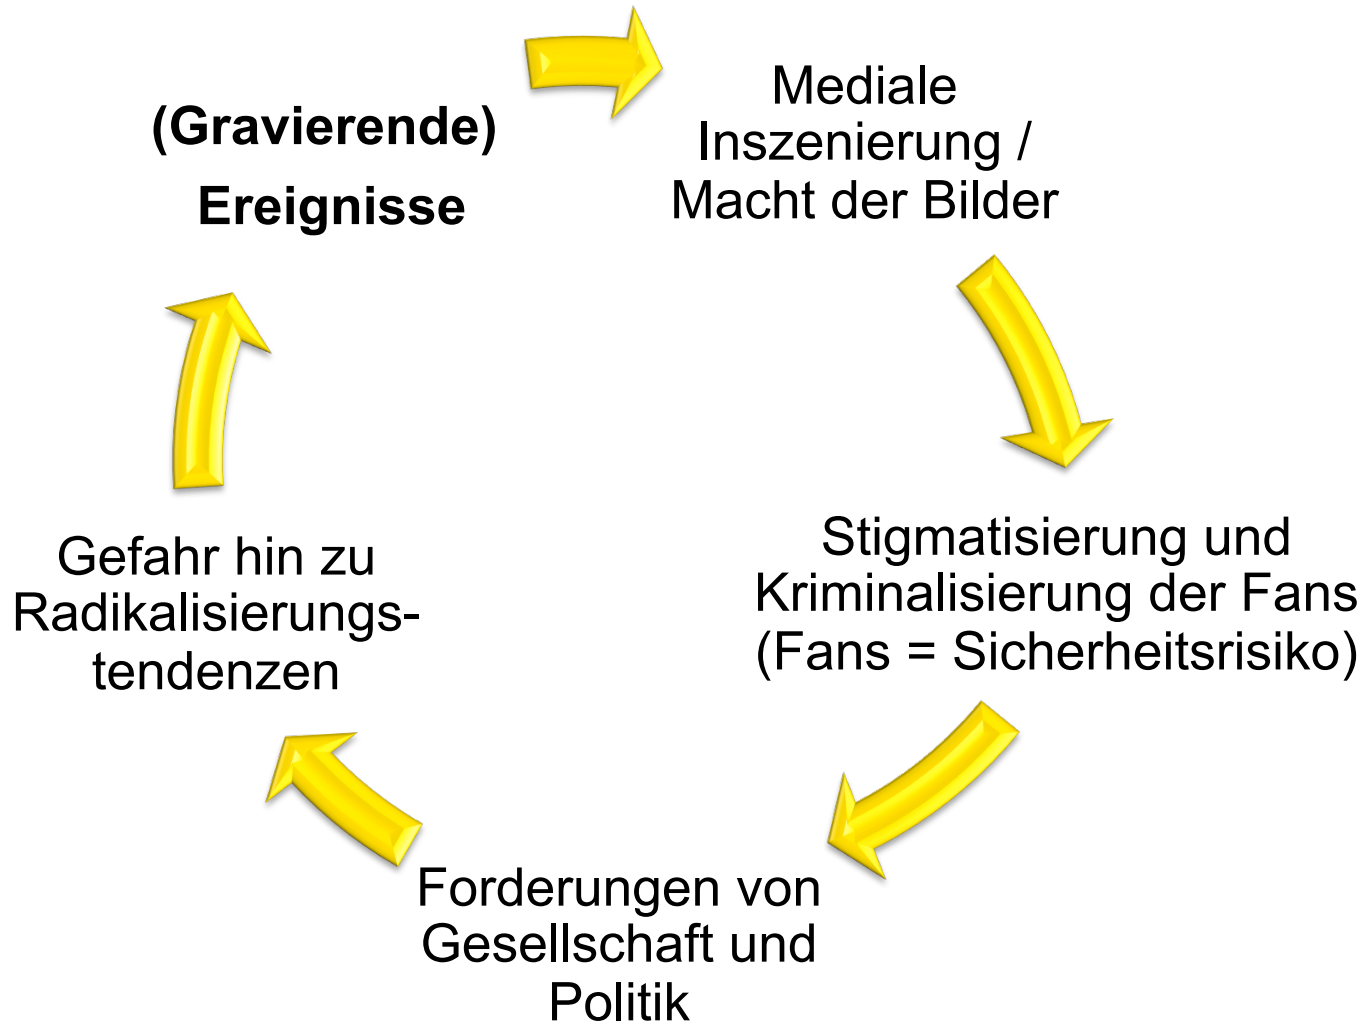 (Gravierende)
Ereignisse
Mediale
Inszenierung /
Macht der Bilder
Stigmatisierung und
Kriminalisierung der Fans
(Fans = Sicherheitsrisiko)
Forderungen von
Gesellschaft und
Politik
Gefahr hin zu
Radikalisierungs-
tendenzen